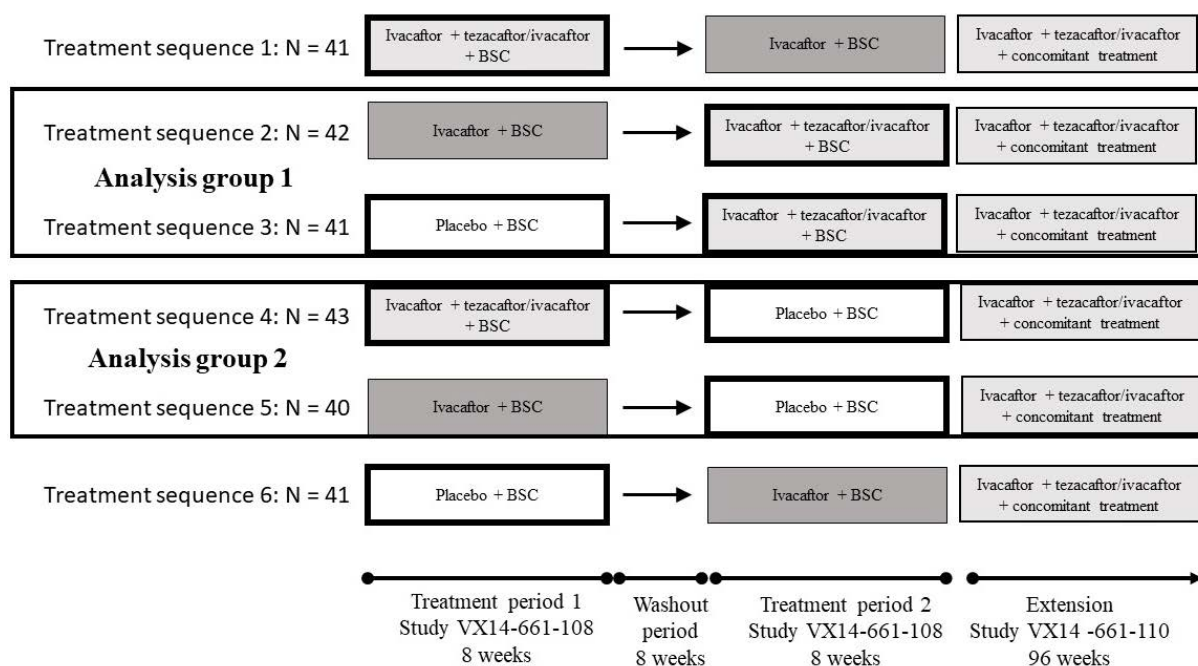 Treatment sequence 1: N = 41
Ivacaftor + tezacaftor/ivacaftor
+ BSC
Ivacaftor + BSC
Ivacaftor + tezacaftor/ivacaftor
+ concomitant treatment
Treatment sequence 2: N = 42
Ivacaftor + BSC
Ivacaftor + tezacaftor/ivacaftor
+ BSC
Ivacaftor + tezacaftor/ivacaftor
+ concomitant treatment
Analysis group 1
Treatment sequence 3: N = 41
Placebo + BSC
Ivacaftor + tezacaftor/ivacaftor
+ BSC
Ivacaftor + tezacaftor/ivacaftor
+ concomitant treatment
Treatment sequence 4: N = 43
Ivacaftor + tezacaftor/ivacaftor
+ BSC
Placebo + BSC
Ivacaftor + tezacaftor/ivacaftor
+ concomitant treatment
Analysis group 2
Treatment sequence 5: N = 40
Ivacaftor + BSC
Placebo + BSC
Ivacaftor + tezacaftor/ivacaftor
+ concomitant treatment
Treatment sequence 6: N = 41
Placebo + BSC
Ivacaftor + BSC
Ivacaftor + tezacaftor/ivacaftor
+ concomitant treatment
Treatment period 1
Study VX14-661-108
8 weeks
Washout
period
8 weeks
Treatment period 2
Study VX14-661-108
8 weeks
Extension
Study VX14 -661-110
96 weeks